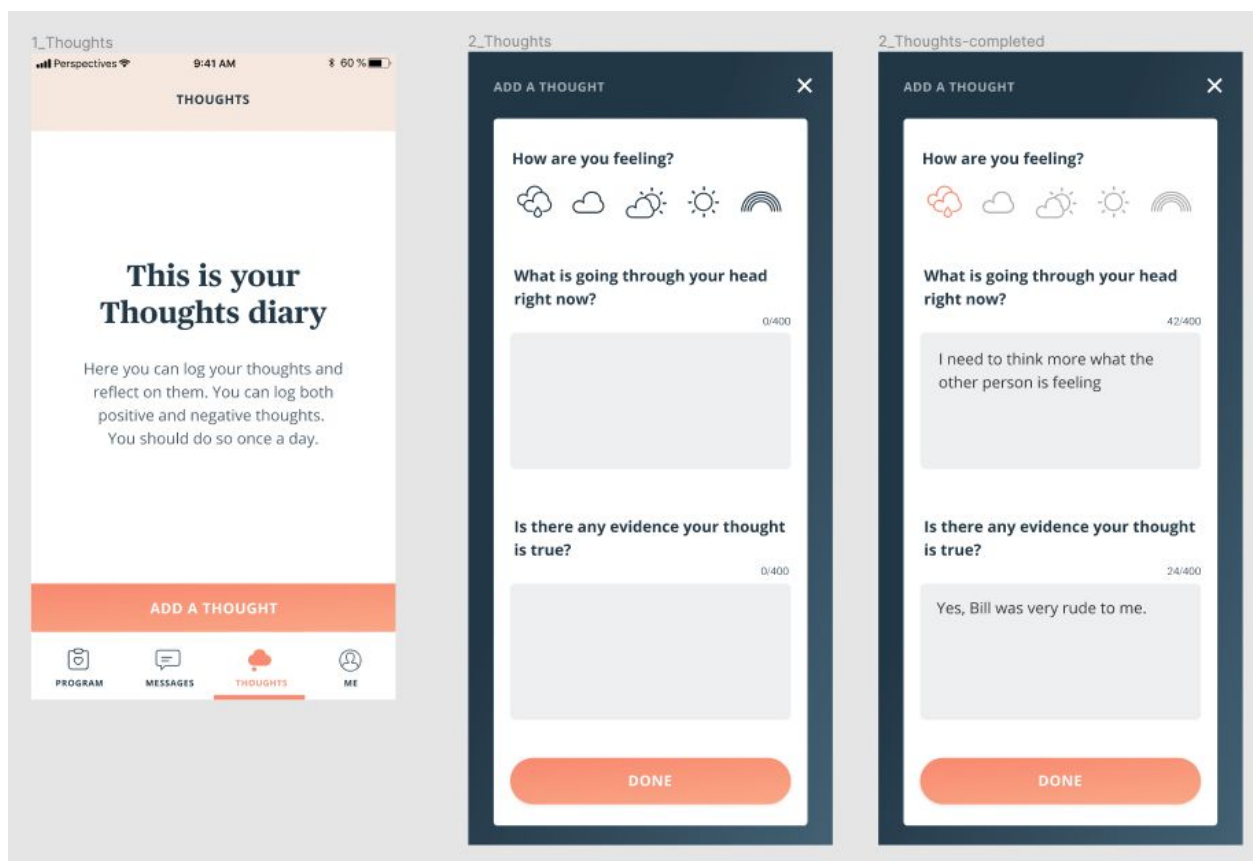 1_Thoughts
Perspectives 9:41 AM 60 %
THOUGHTS
This is your
Thoughts diary
Here you can log your thoughts and
reflect on them. You can log both
positive and negative thoughts.
You should do so once a day.
ADD A THOUGHT
PROGRAM MESSAGES THOUGHTS ME
2_Thoughts
ADD A THOUGHT
How are you feeling?
What is going through your head
right now?
0/400
Is there any evidence your thought
is true?
0/400
DONE
2_Thoughts-completed
ADD A THOUGHT
How are you feeling?
What is going through your head
right now?
42/400
I need to think more what the
other person is feeling
Is there any evidence your thought
is true?
24/400
Yes, Bill was very rude to me.
DONE